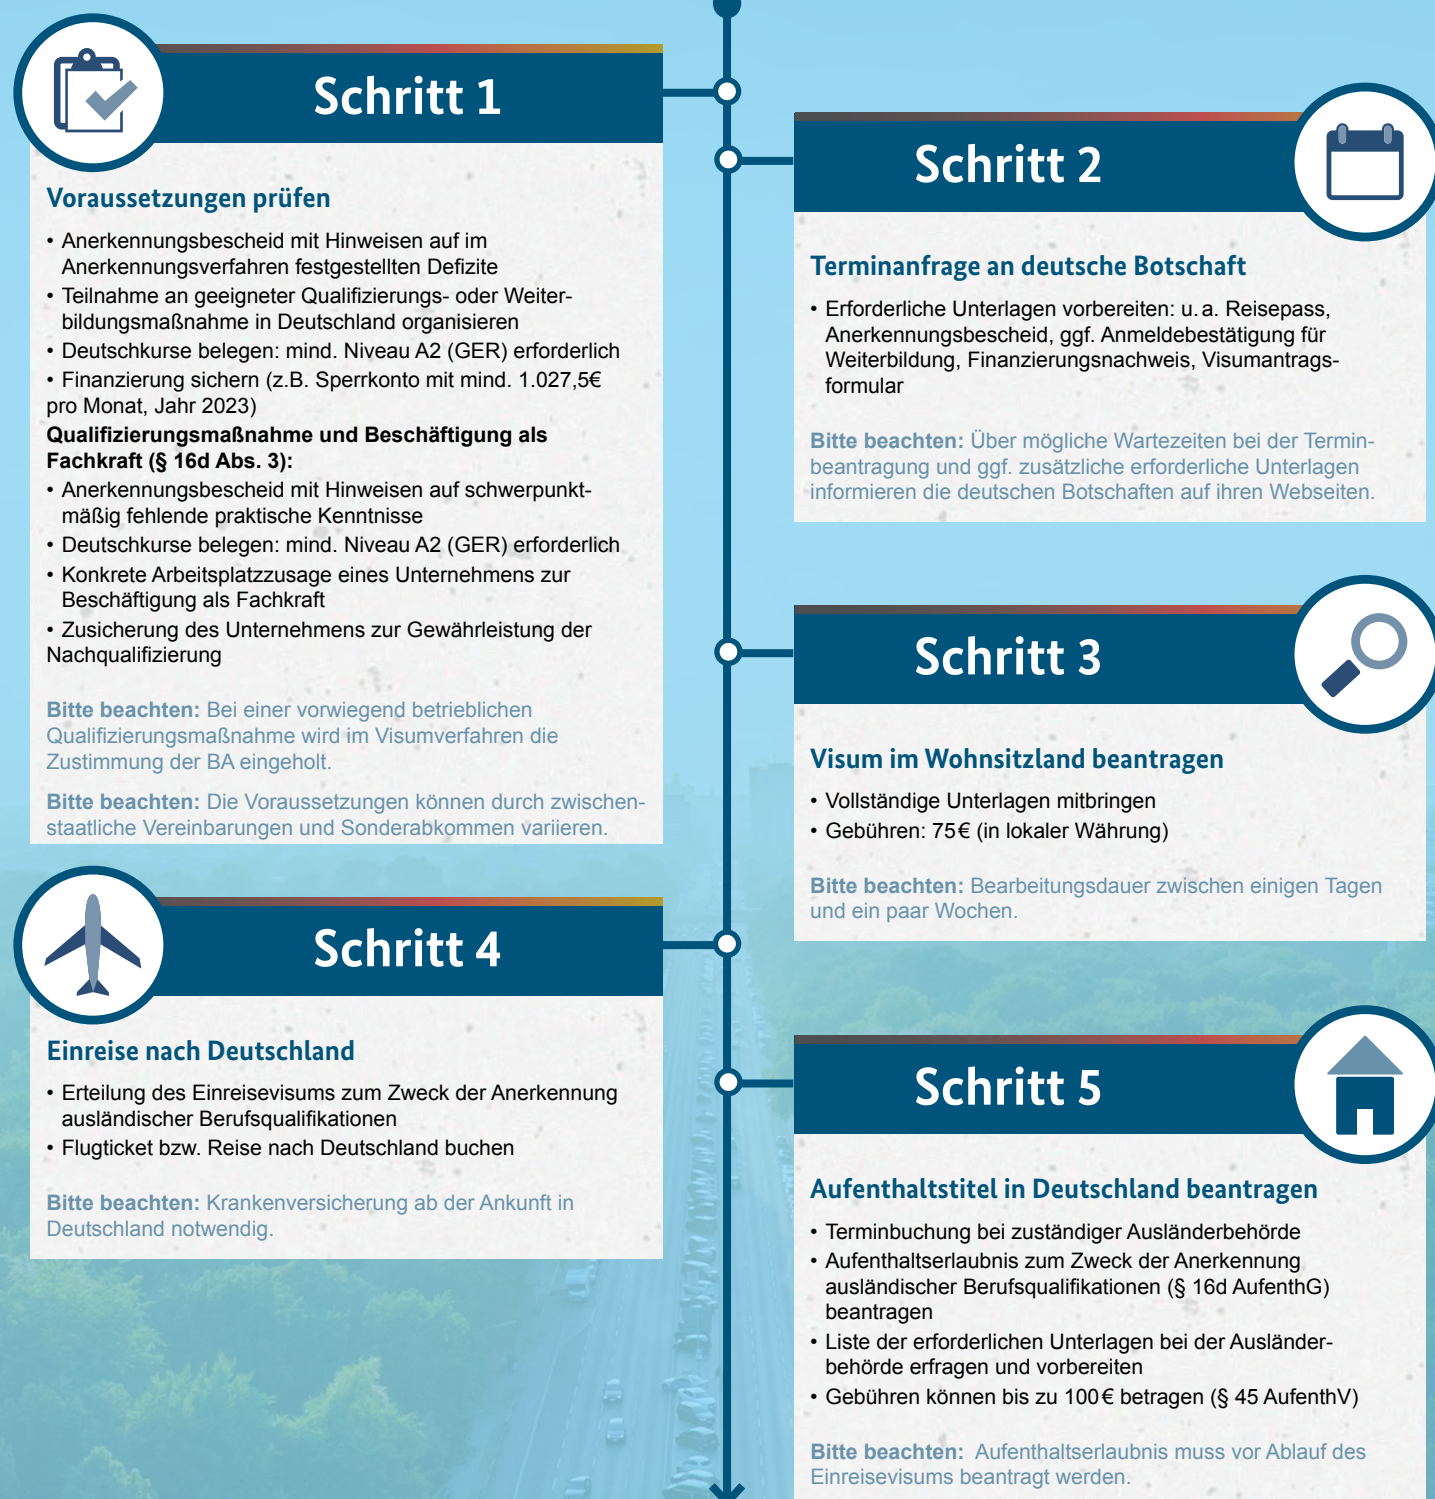 Schritt 1
Voraussetzungen prüfen
• Anerkennungsbescheid mit Hinweisen auf im
Anerkennungsverfahren festgestellten Defizite
• Teilnahme an geeigneter Qualifizierungs- oder Weiter-
bildungsmaßnahme in Deutschland organisieren
• Deutschkurse belegen: mind. Niveau A2 (GER) erforderlich
• Finanzierung sichern (z.B. Sperrkonto mit mind. 1.027,5€
pro Monat, Jahr 2023)
Qualifizierungsmaßnahme und Beschäftigung als
Fachkraft (§ 16d Abs. 3):
• Anerkennungsbescheid mit Hinweisen auf schwerpunkt-
mäßig fehlende praktische Kenntnisse
• Deutschkurse belegen: mind. Niveau A2 (GER) erforderlich
• Konkrete Arbeitsplatzzusage eines Unternehmens zur
Beschäftigung als Fachkraft
• Zusicherung des Unternehmens zur Gewährleistung der
Nachqualifizierung
Bitte beachten: Bei einer vorwiegend betrieblichen
Qualifizierungsmaßnahme wird im Visumverfahren die
Zustimmung der BA eingeholt.
Bitte beachten: Die Voraussetzungen können durch zwischen-
staatliche Vereinbarungen und Sonderabkommen variieren.
Schritt 2
Terminanfrage an deutsche Botschaft
• Erforderliche Unterlagen vorbereiten: u. a. Reisepass,
Anerkennungsbescheid, ggf. Anmeldebestätigung für
Weiterbildung, Finanzierungsnachweis, Visumantrags-
formular
Bitte beachten: Über mögliche Wartezeiten bei der Termin-
beantragung und ggf. zusätzliche erforderliche Unterlagen
informieren die deutschen Botschaften auf ihren Webseiten.
Schritt 3
Visum im Wohnsitzland beantragen
• Vollständige Unterlagen mitbringen
• Gebühren: 75 € (in lokaler Währung)
Bitte beachten: Bearbeitungsdauer zwischen einigen Tagen
und ein paar Wochen.
Schritt 4
Einreise nach Deutschland
• Erteilung des Einreisevisums zum Zweck der Anerkennung
ausländischer Berufsqualifikationen
• Flugticket bzw. Reise nach Deutschland buchen
Bitte beachten: Krankenversicherung ab der Ankunft in
Deutschland notwendig.
Schritt 5
Aufenthaltstitel in Deutschland beantragen
• Terminbuchung bei zuständiger Ausländerbehörde
• Aufenthaltserlaubnis zum Zweck der Anerkennung
ausländischer Berufsqualifikationen (§ 16d AufenthG)
beantragen
• Liste der erforderlichen Unterlagen bei der Ausländer-
behörde erfragen und vorbereiten
• Gebühren können bis zu 100 € betragen (§ 45 AufenthV)
Bitte beachten: Aufenthaltserlaubnis muss vor Ablauf des
Einreisevisums beantragt werden.